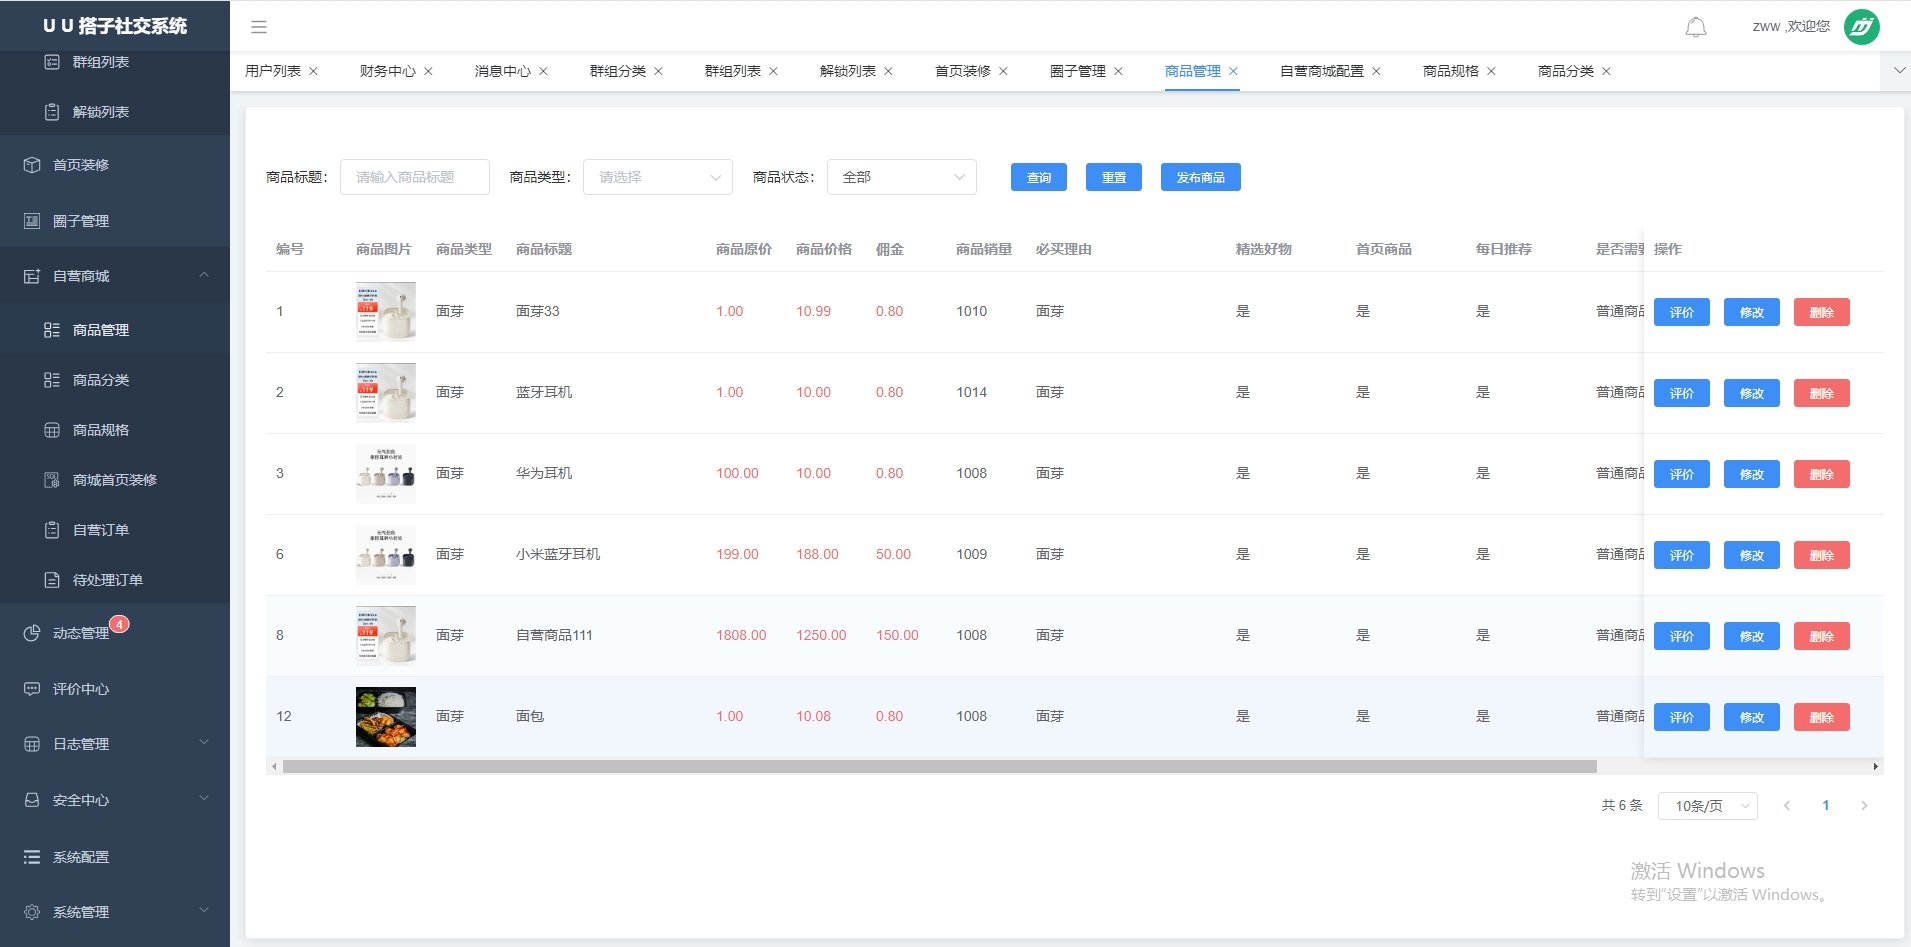 U U 搭子社交系统
zww ,欢迎您
用户列表 财务中心 消息中心 群组分类 群组列表 解锁列表 首页装修 圈子管理 商品管理 自营商城配置 商品规格 商品分类
群组列表
解锁列表
首页装修
圈子管理
自营商城
商品管理
商品分类
商品规格
商城首页装修
自营订单
待处理订单
动态管理 4
评价中心
日志管理
安全中心
系统配置
系统管理
商品标题: 请输入商品标题 商品类型: 请选择 商品状态: 全部 查询 重置 发布商品
编号 商品图片 商品类型 商品标题 商品原价 商品价格 佣金 商品销量 必买理由 精选好物 首页商品 每日推荐 是否需要 操作
1 面芽 面芽33 1.00 10.99 0.80 1010 面芽 是 是 是 普通商品 评价 修改 删除
2 面芽 蓝牙耳机 1.00 10.00 0.80 1014 面芽 是 是 是 普通商品 评价 修改 删除
3 面芽 华为耳机 100.00 10.00 0.80 1008 面芽 是 是 是 普通商品 评价 修改 删除
6 面芽 小米蓝牙耳机 199.00 188.00 50.00 1009 面芽 是 是 是 普通商品 评价 修改 删除
8 面芽 自营商品111 1808.00 1250.00 150.00 1008 面芽 是 是 是 普通商品 评价 修改 删除
12 面芽 面包 1.00 10.08 0.80 1008 面芽 是 是 是 普通商品 评价 修改 删除
共 6 条 10条/页 1
激活 Windows
转到“设置”以激活 Windows。